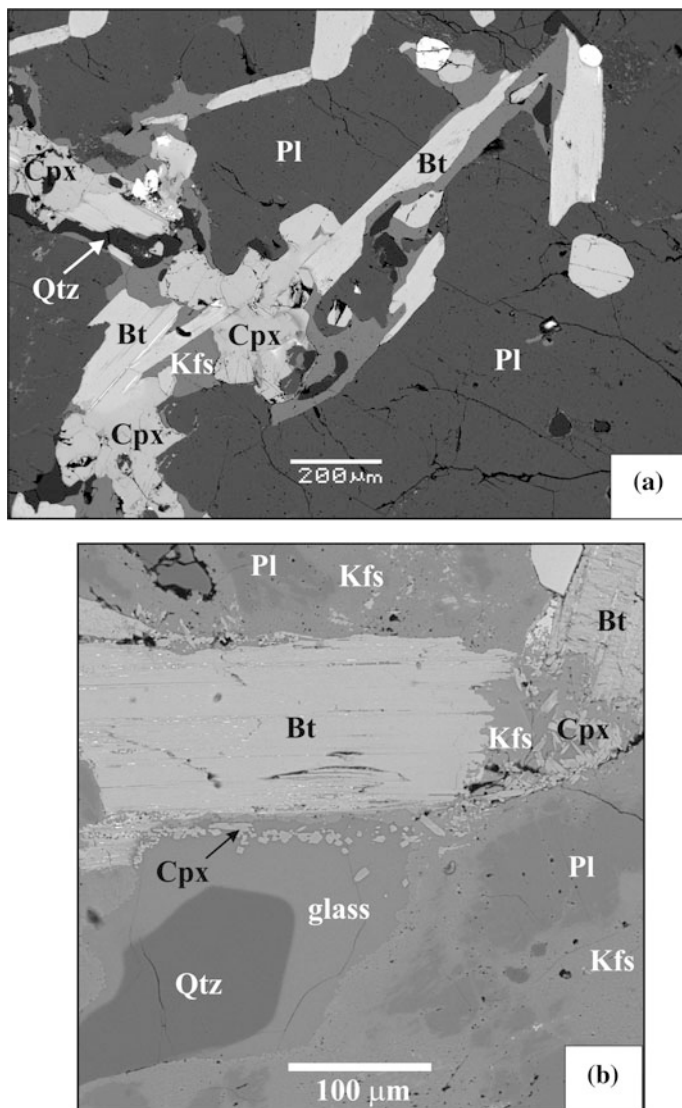 Cpx
Pl
Bt
Qtz
Bt
Cpx
Kfs
Pl
Cpx
200µm
(a)
Pl
Kfs
Bt
Bt
Cpx
Kfs
Cpx
Pl
glass
Kfs
Qtz
100 µm
(b)